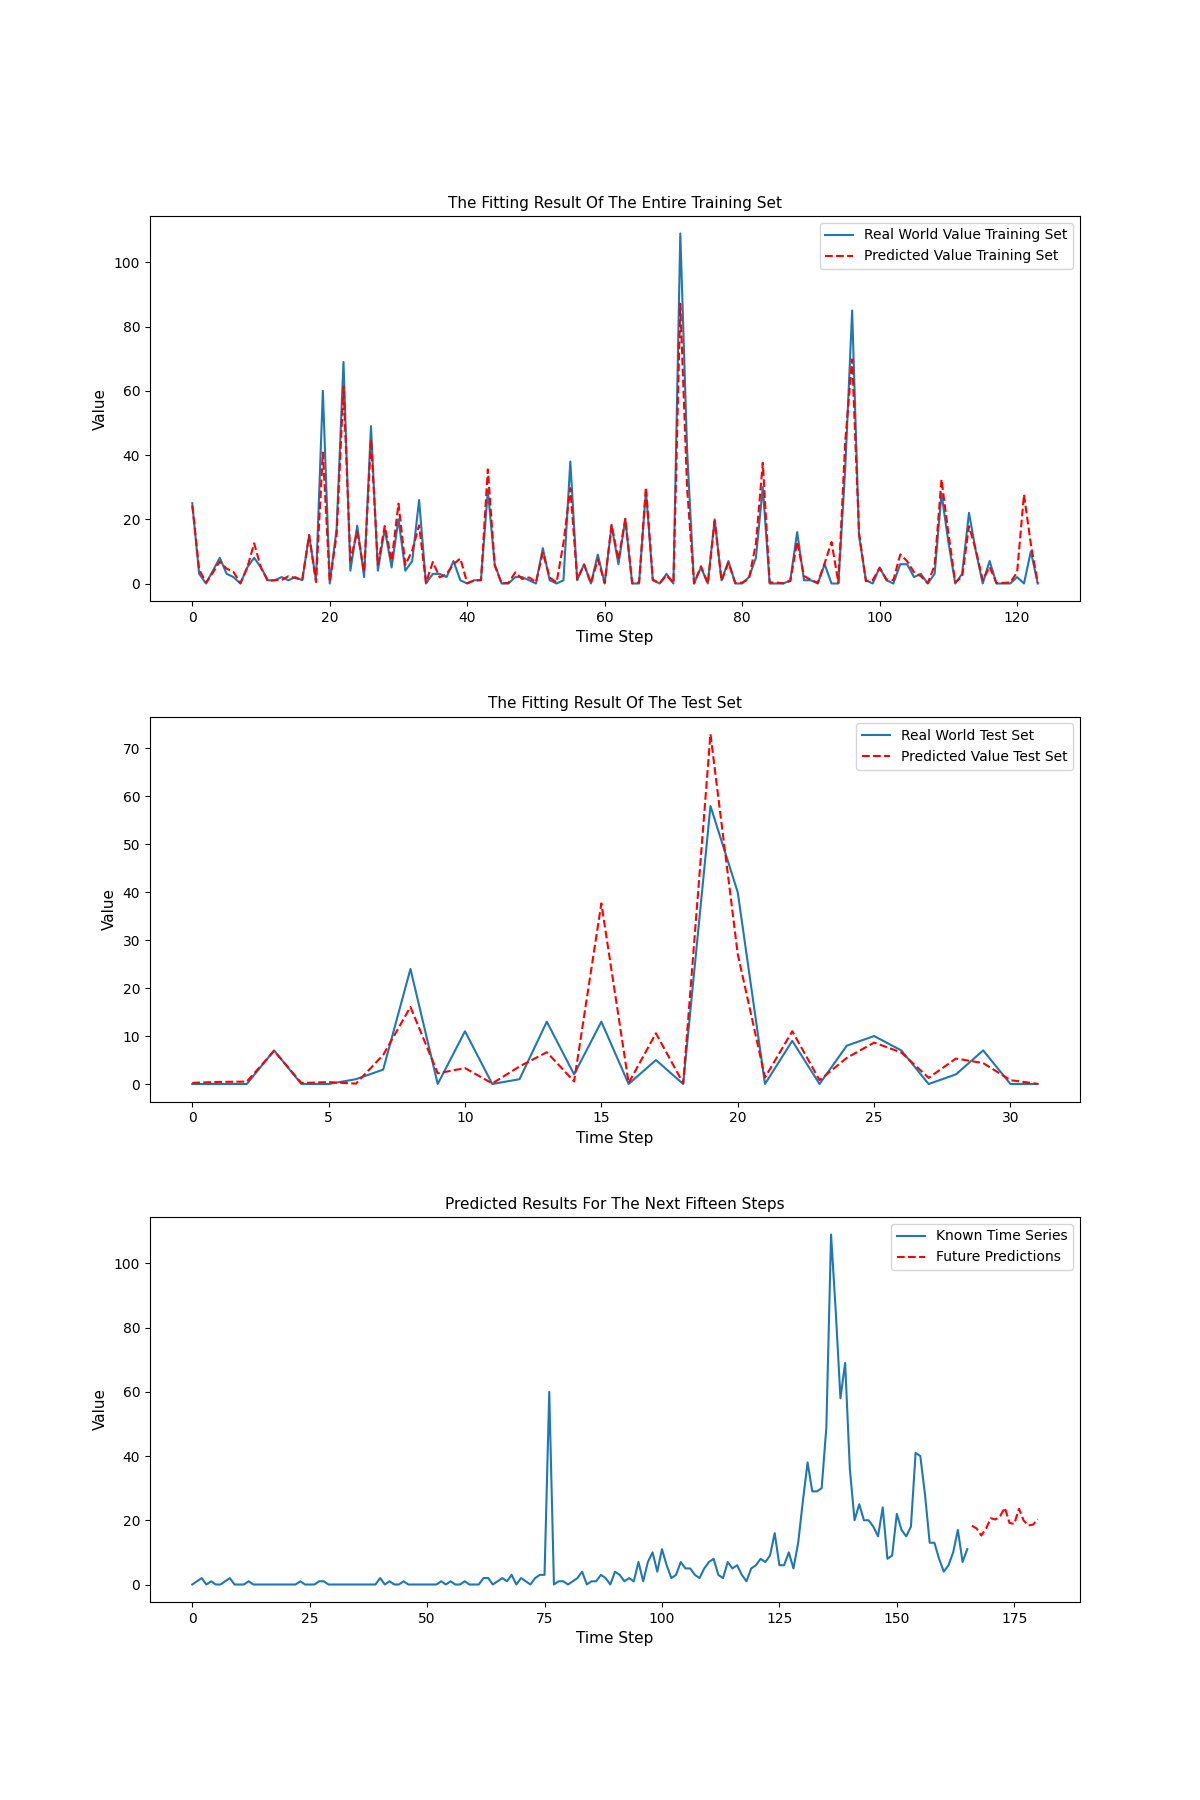 The Fitting Result Of The Entire Training Set
Real World Value Training Set
Predicted Value Training Set
Value
100
80
60
40
20
0
0 20 40 60 80 100 120
Time Step
The Fitting Result Of The Test Set
Real World Test Set
Predicted Value Test Set
Value
70
60
50
40
30
20
10
0
0 5 10 15 20 25 30
Time Step
Predicted Results For The Next Fifteen Steps
Known Time Series
Future Predictions
Value
100
80
60
40
20
0
0 25 50 75 100 125 150 175
Time Step